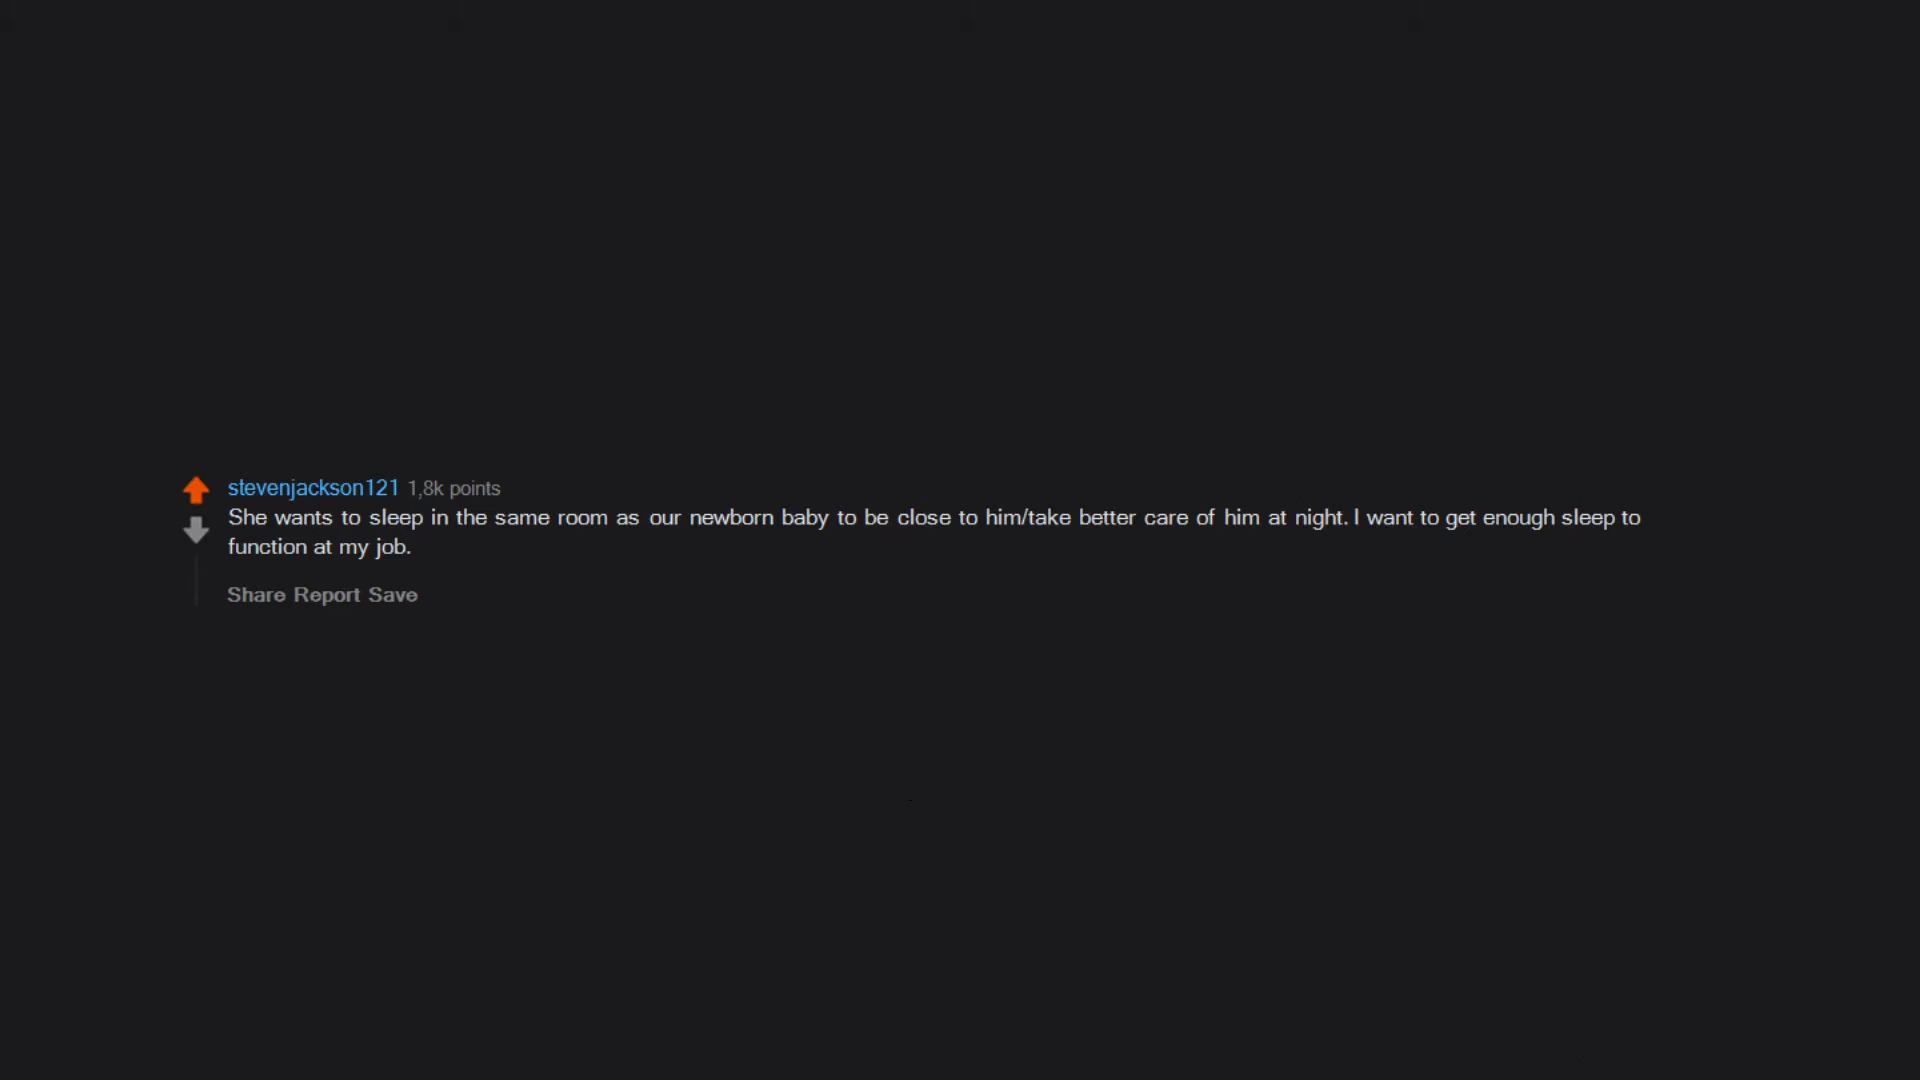 stevenjackson121 1,8k points
She wants to sleep in the same room as our newborn baby to be close to him/take better care of him at night. I want to get enough sleep to
function at my job.
Share Report Save